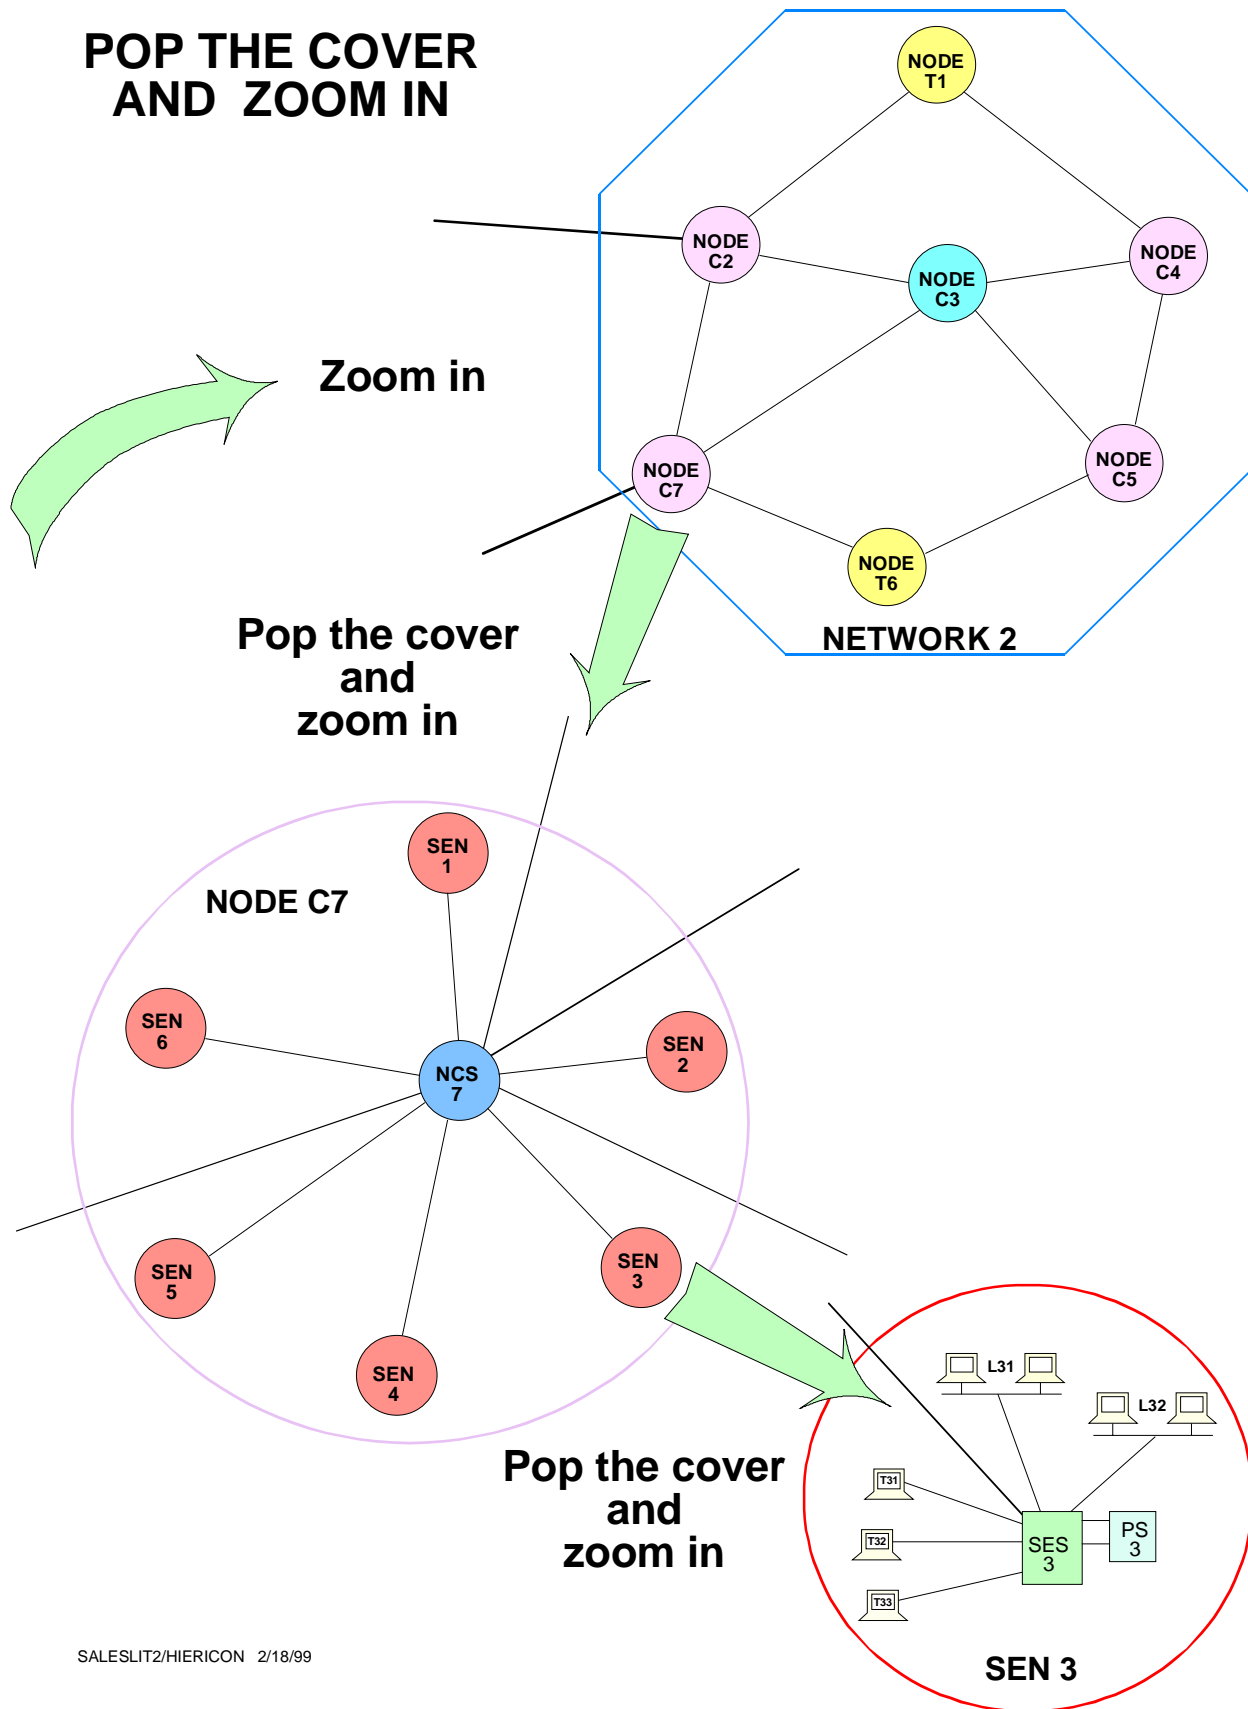 POP THE COVER
AND ZOOM IN
NODE
T1
NODE
C2
NODE
C3
NODE
C4
Zoom in
NODE
C7
NODE
C5
NODE
T6
NETWORK 2
Pop the cover
and
zoom in
SEN
1
NODE C7
SEN
6
SEN
2
NCS
7
SEN
5
SEN
3
SEN
4
L31
L32
Pop the cover
and
zoom in
T31
T32
T33
SES
3
PS
3
SEN 3
SALESLIT2/HIERICON 2/18/99